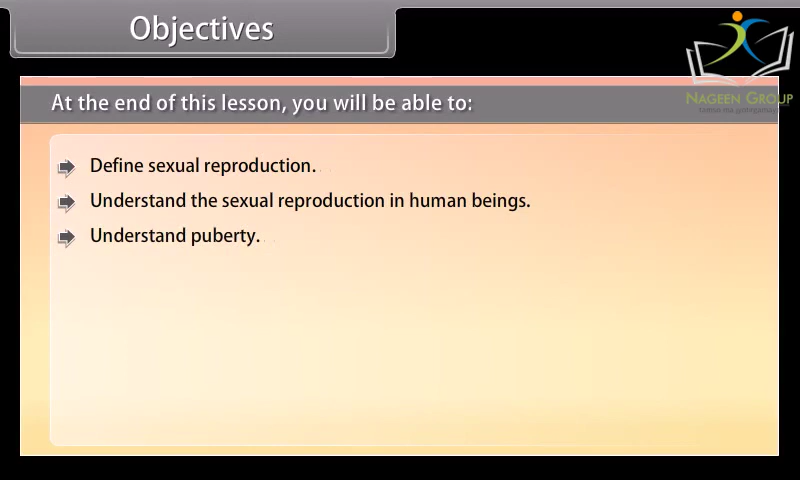 Objectives
NAGEEN GROUP
At the end of this lesson, you will be able to:
Define sexual reproduction.
Understand the sexual reproduction in human beings.
Understand puberty.